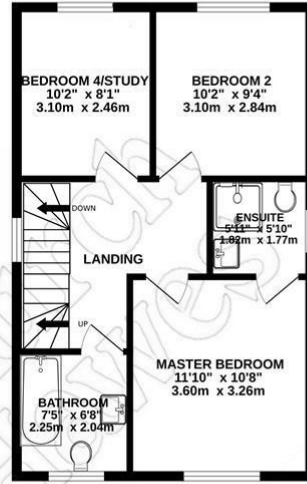 BEDROOM 4/STUDY
10'2" x 8'1"
3.10m x 2.46m
BEDROOM 2
10'2" x 9'4"
3.10m x 2.84m
DOWN
ENSUITE
5'11" x 5'10"
1.82m x 1.77m
LANDING
UP
MASTER BEDROOM
11'10" x 10'8"
3.60m x 3.26m
BATHROOM
7'5" x 6'8"
2.25m x 2.04m